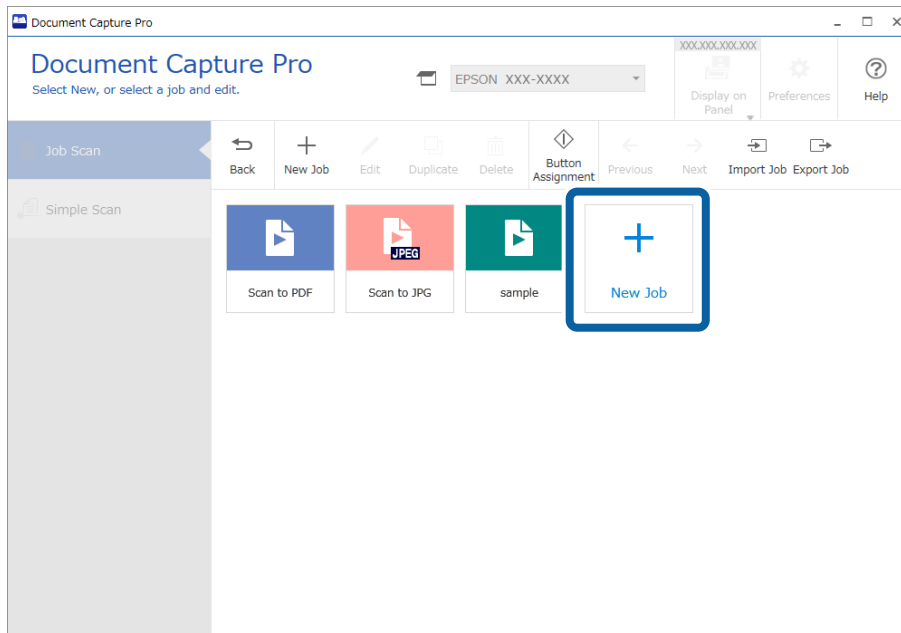 Document Capture Pro
Document Capture Pro
Select New, or select a job and edit.
EPSON XXX-XXXX
XXX.XXX.XXX.XXX
Display on
Panel
Preferences
Help
Job Scan
Simple Scan
Back
New Job
Edit
Duplicate
Delete
Button
Assignment
Previous
Next
Import Job
Export Job
JPEG
Scan to PDF
Scan to JPG
sample
New Job